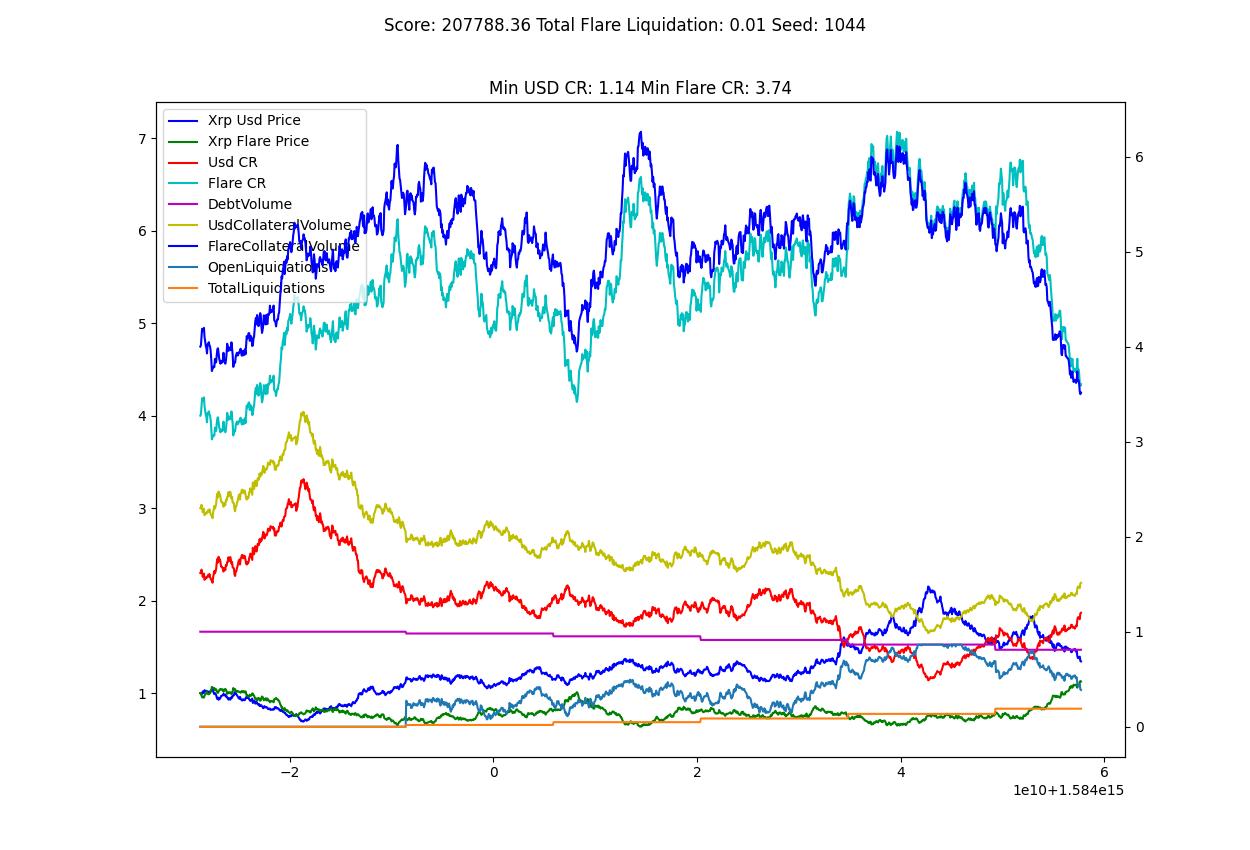 Score: 207788.36 Total Flare Liquidation: 0.01 Seed: 1044
Min USD CR: 1.14 Min Flare CR: 3.74
Xrp Usd Price
Xrp Flare Price
Usd CR
Flare CR
DebtVolume
UsdCollateralVolume
FlareCollateralVolume
OpenLiquidations
TotalLiquidations
7
6
5
4
3
2
1
6
5
4
3
2
1
0
−2
0
2
4
6
1e10+1.584e15